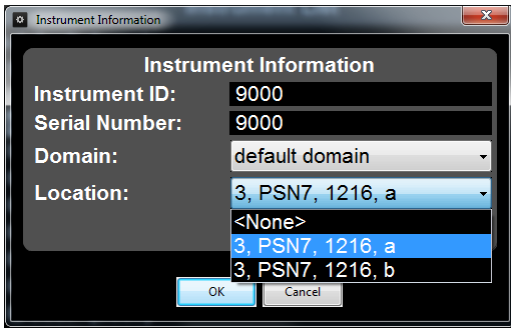 Instrument Information
Instrument Information
Instrument ID: 9000
Serial Number: 9000
Domain: default domain
Location: 3, PSN7, 1216, a
<None>
3, PSN7, 1216, a
3, PSN7, 1216, b
OK Cancel